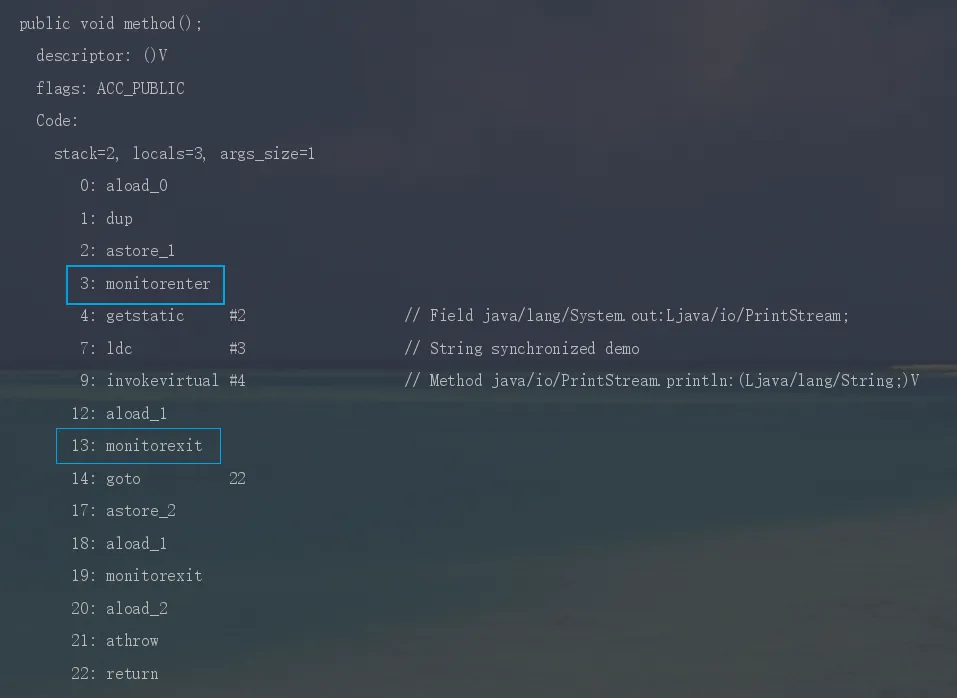 public void method();
descriptor: ()V
flags: ACC_PUBLIC
Code:
stack=2, locals=3, args_size=1
0: aload_0
1: dup
2: astore_1
3: monitorenter
4: getstatic #2 // Field java/lang/System.out:Ljava/io/PrintStream;
7: ldc #3 // String synchronized demo
9: invokevirtual #4 // Method java/io/PrintStream.println:(Ljava/lang/String;)V
12: aload_1
13: monitorexit
14: goto 22
17: astore_2
18: aload_1
19: monitorexit
20: aload_2
21: athrow
22: return